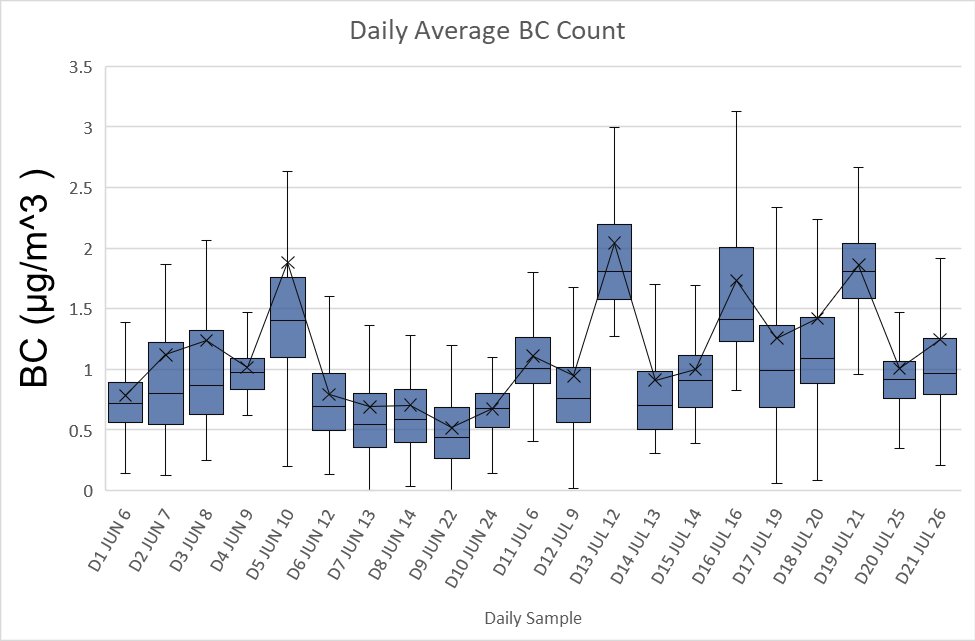 Daily Average BC Count
BC (µg/m^3 )
3.5
3
2.5
2
1.5
1
0.5
0
D1 JUN 6
D2 JUN 7
D3 JUN 8
D4 JUN 9
D5 JUN 10
D6 JUN 12
D7 JUN 13
D8 JUN 14
D9 JUN 22
D10 JUN 24
D11 JUL 6
D12 JUL 9
D13 JUL 12
D14 JUL 13
D15 JUL 14
D16 JUL 16
D17 JUL 19
D18 JUL 20
D19 JUL 21
D20 JUL 25
D21 JUL 26
Daily Sample